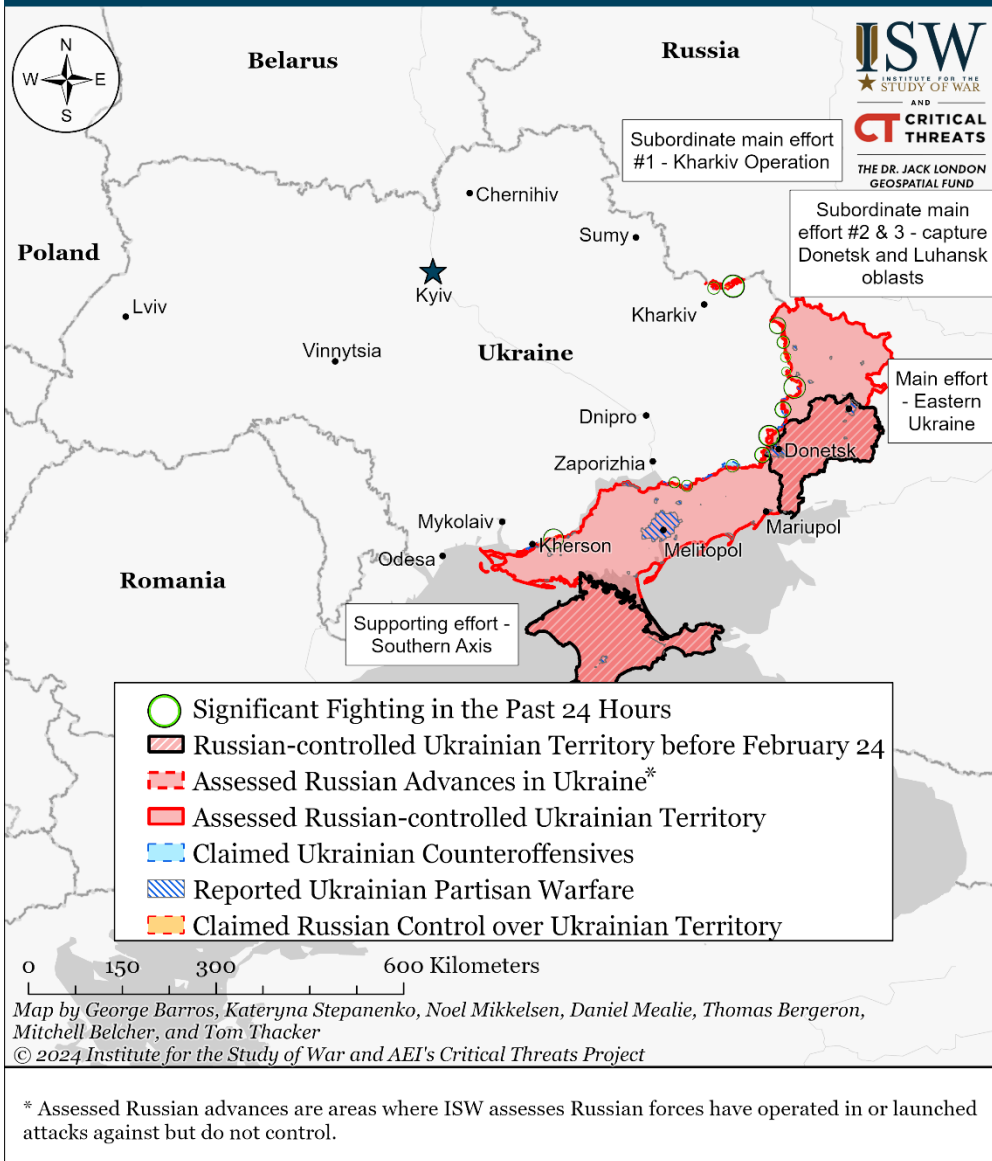 N
W E
S
Belarus
Russia
ISW
INSTITUTE FOR THE
STUDY OF WAR
AND
CT CRITICAL
THREATS
THE DR. JACK LONDON
GEOSPATIAL FUND
Subordinate main effort
#1 - Kharkiv Operation
Subordinate main
effort #2 & 3 - capture
Donetsk and Luhansk
oblasts
Chernihiv
Sumy
Poland
Kyiv
Lviv
Kharkiv
Vinnytsia
Ukraine
Main effort
- Eastern
Ukraine
Dnipro
Donetsk
Zaporizhia
Mykolaiv
Mariupol
Kherson
Melitopol
Odesa
Romania
Supporting effort -
Southern Axis
Significant Fighting in the Past 24 Hours
Russian-controlled Ukrainian Territory before February 24
Assessed Russian Advances in Ukraine*
Assessed Russian-controlled Ukrainian Territory
Claimed Ukrainian Counteroffensives
Reported Ukrainian Partisan Warfare
Claimed Russian Control over Ukrainian Territory
0 150 300 600 Kilometers
Map by George Barros, Kateryna Stepanenko, Noel Mikkelsen, Daniel Mealie, Thomas Bergeron,
Mitchell Belcher, and Tom Thacker
© 2024 Institute for the Study of War and AEI's Critical Threats Project
* Assessed Russian advances are areas where ISW assesses Russian forces have operated in or launched
attacks against but do not control.